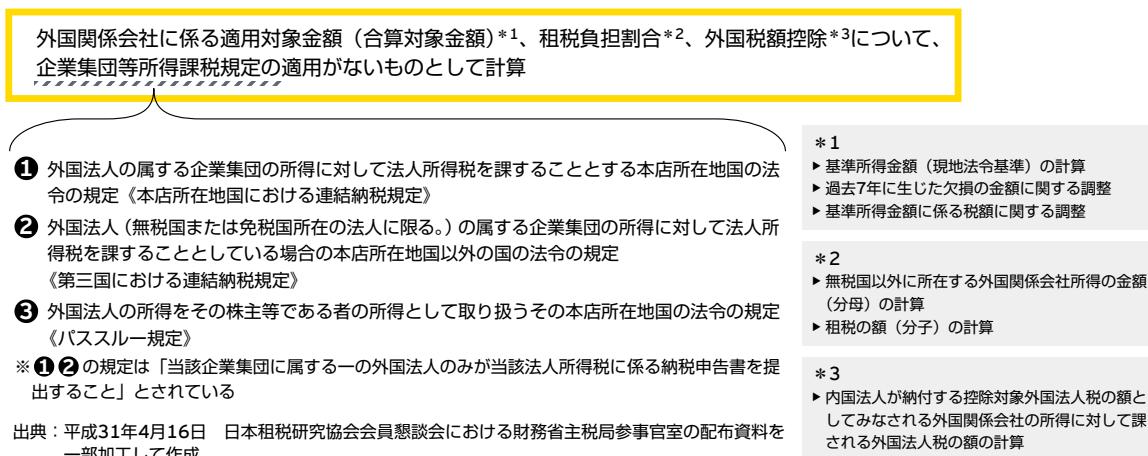 外国関係会社に係る適用対象金額（合算対象金額）*1、租税負担割合*2、外国税額控除*3について、
企業集団等所得課税規定の適用がないものとして計算
❶ 外国法人の属する企業集団の所得に対して法人所得税を課することとする本店所在地国の法
令の規定《本店所在地国における連結納税規定》
❷ 外国法人（無税国または免税国所在の法人に限る。）の属する企業集団の所得に対して法人所
得税を課することとしている場合の本店所在地国以外の国の法令の規定
《第三国における連結納税規定》
❸ 外国法人の所得をその株主等である者の所得として取り扱うその本店所在地国の法令の規定
《パススルー規定》
※❶❷の規定は「当該企業集団に属する一の外国法人のみが当該法人所得税に係る納税申告書を提
出すること」とされている
出典：平成31年4月16日　日本租税研究協会会員懇談会における財務省主税局参事官室の配布資料を
一部加工して作成
＊1
▶ 基準所得金額（現地法令基準）の計算
▶ 過去7年に生じた欠損の金額に関する調整
▶ 基準所得金額に係る税額に関する調整
＊2
▶ 無税国以外に所在する外国関係会社所得の金額
（分母）の計算
▶ 租税の額（分子）の計算
＊3
▶ 内国法人が納付する控除対象外国法人税の額と
してみなされる外国関係会社の所得に対して課
される外国法人税の額の計算